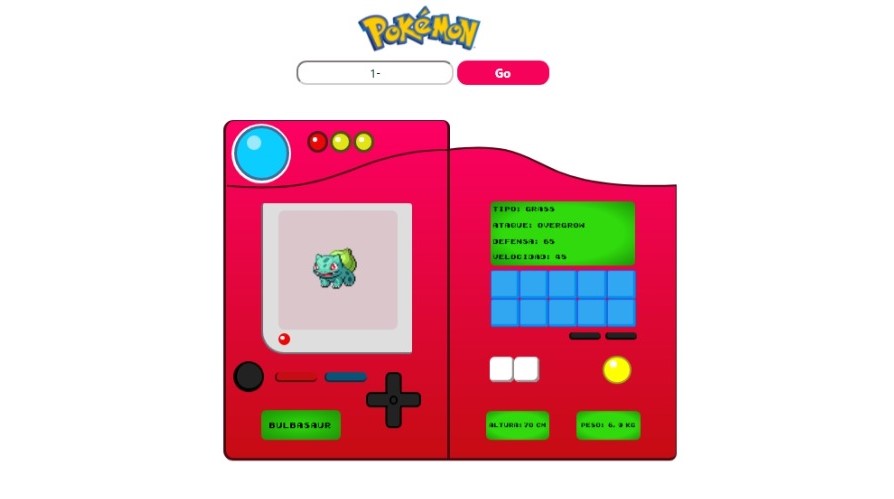 POKéMON
1-
Go
TIPO: GRASS
ATAQUE: OVERGROW
DEFENSA: 65
VELOCIDAD: 45
BULBASAUR
ALTURA: 70 CM
PESO: 6.9 KG